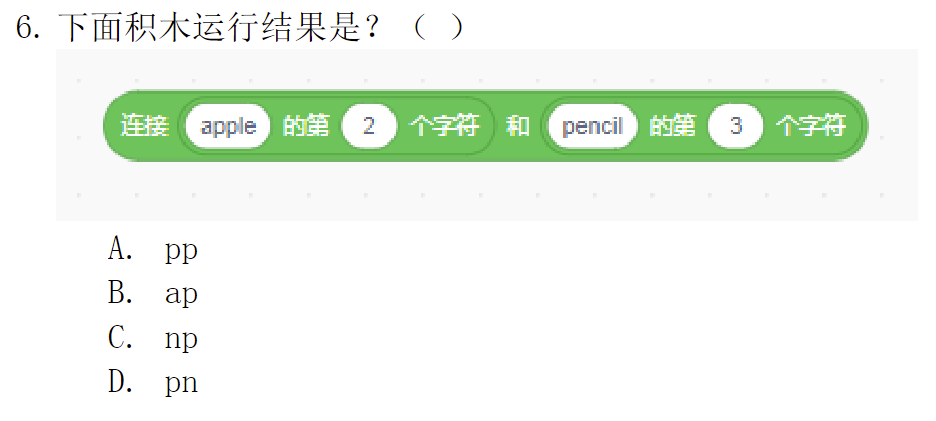 6. 下面积木运行结果是？（ ）
连接 apple 的第 2 个字符 和 pencil 的第 3 个字符
A. pp
B. ap
C. np
D. pn